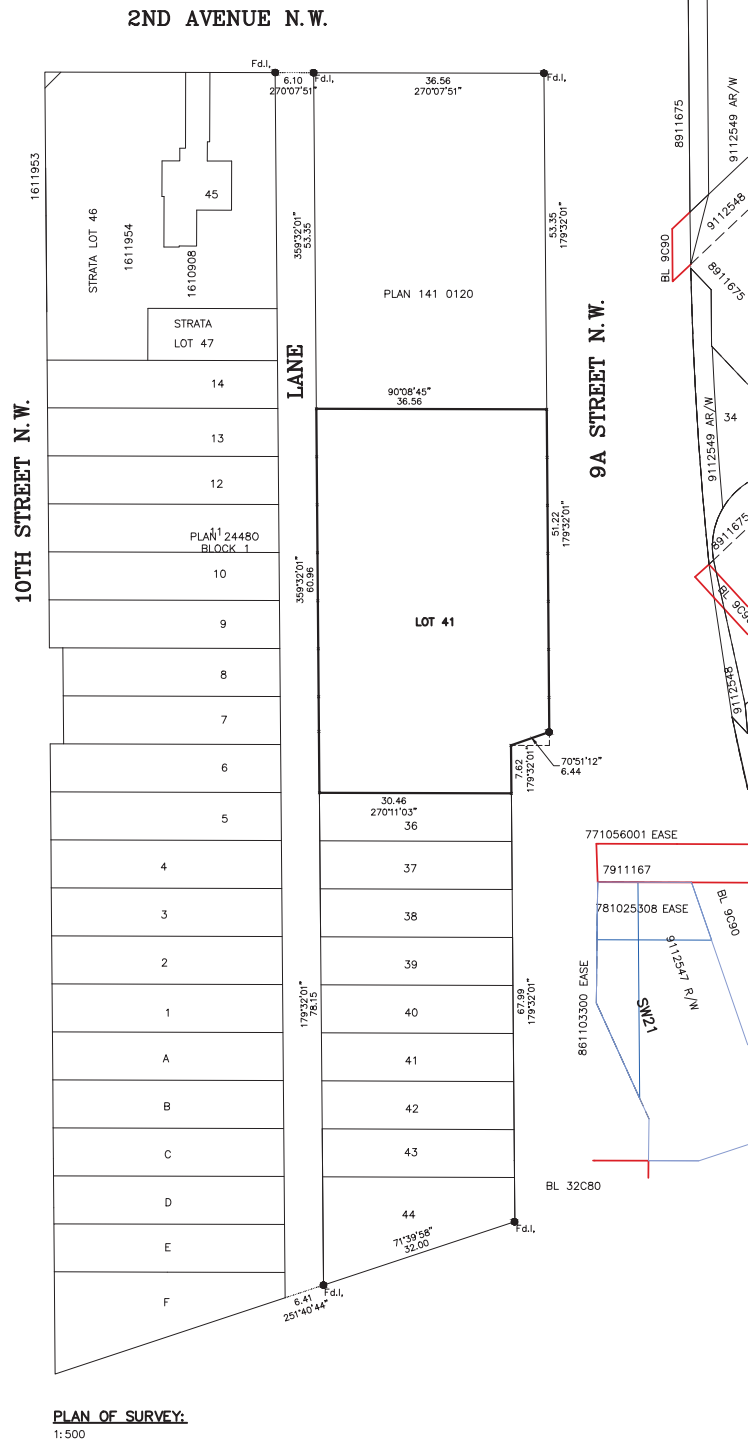 2ND AVENUE N.W.
Fd.I,
6.10
270°07'51"
Fd.I,
36.56
270°07'51"
Fd.I,
1611953
STRATA LOT 46
1611954
1610908
45
359°32'01"
53.35
53.35
179°32'01"
PLAN 141 0120
STRATA
LOT 47
LANE
9A STREET N.W.
10TH STREET N.W.
90°08'45"
36.56
14
13
12
11
PLAN 24480
BLOCK 1
10
9
8
7
6
5
4
3
2
1
A
B
C
D
E
F
359°32'01"
60.96
51.22
179°32'01"
LOT 41
7.62
179°32'01"
70°51'12"
6.44
30.46
270°11'03"
36
37
38
39
40
41
42
43
44
179°32'01"
78.15
67.99
179°32'01"
71°39'58"
32.00
Fd.I,
6.41
251°40'44"
Fd.I,
8911675
9112549 AR/W
9112548
BL 9C90
8911675
9112549 AR/W
34
8911675
9112548
771056001 EASE
7911167
781025308 EASE
BL 9C90
9112547 R/W
861103300 EASE
SW21
BL 32C80
PLAN OF SURVEY:
1:500